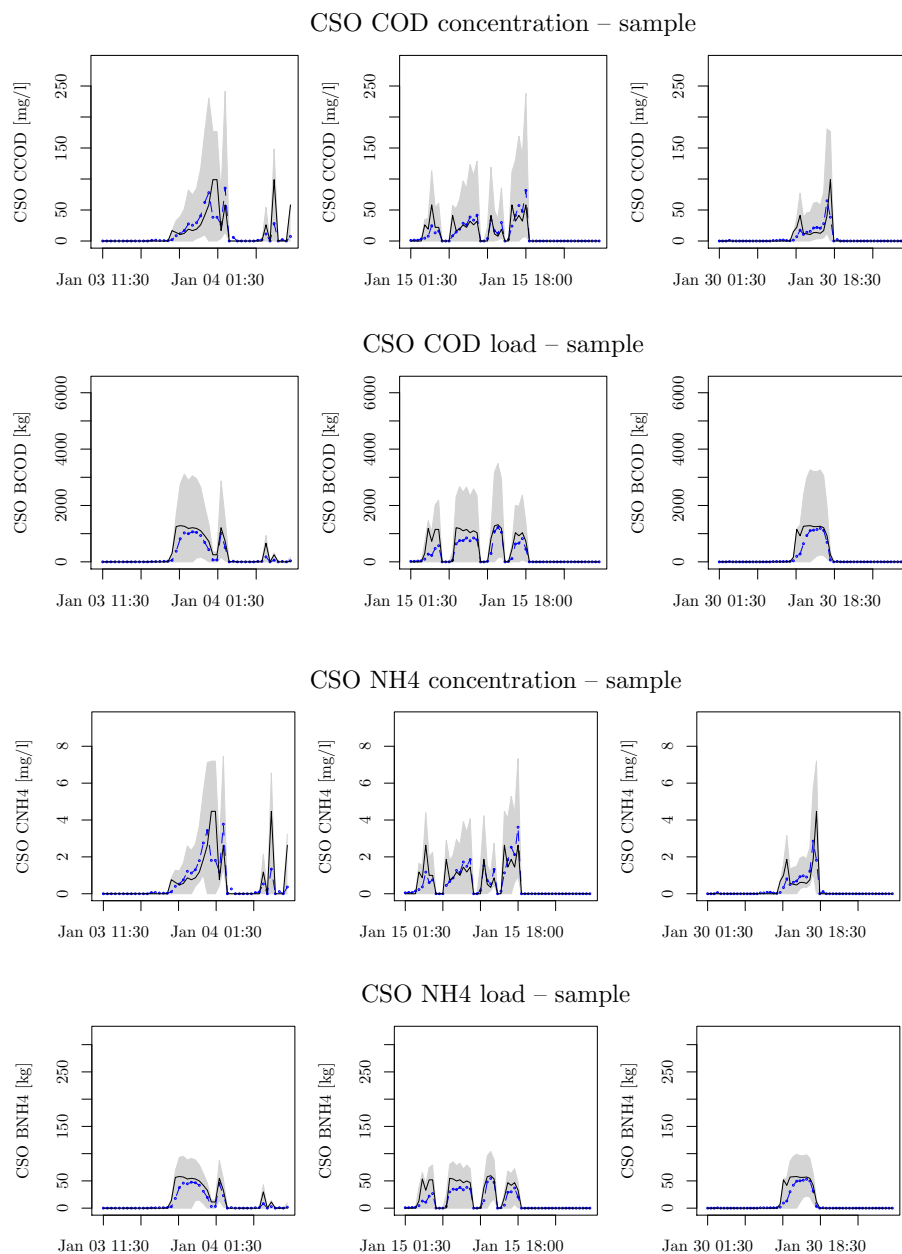 CSO COD concentration – sample
CSO CCOD [mg/l]
0 50 150 250
Jan 03 11:30 Jan 04 01:30
CSO CCOD [mg/l]
0 50 150 250
Jan 15 01:30 Jan 15 18:00
CSO CCOD [mg/l]
0 50 150 250
Jan 30 01:30 Jan 30 18:30
CSO COD load – sample
CSO BCOD [kg]
0 2000 4000 6000
Jan 03 11:30 Jan 04 01:30
CSO BCOD [kg]
0 2000 4000 6000
Jan 15 01:30 Jan 15 18:00
CSO BCOD [kg]
0 2000 4000 6000
Jan 30 01:30 Jan 30 18:30
CSO NH4 concentration – sample
CSO CNH4 [mg/l]
0 2 4 6 8
Jan 03 11:30 Jan 04 01:30
CSO CNH4 [mg/l]
0 2 4 6 8
Jan 15 01:30 Jan 15 18:00
CSO CNH4 [mg/l]
0 2 4 6 8
Jan 30 01:30 Jan 30 18:30
CSO NH4 load – sample
CSO BNH4 [kg]
0 50 150 250
Jan 03 11:30 Jan 04 01:30
CSO BNH4 [kg]
0 50 150 250
Jan 15 01:30 Jan 15 18:00
CSO BNH4 [kg]
0 50 150 250
Jan 30 01:30 Jan 30 18:30